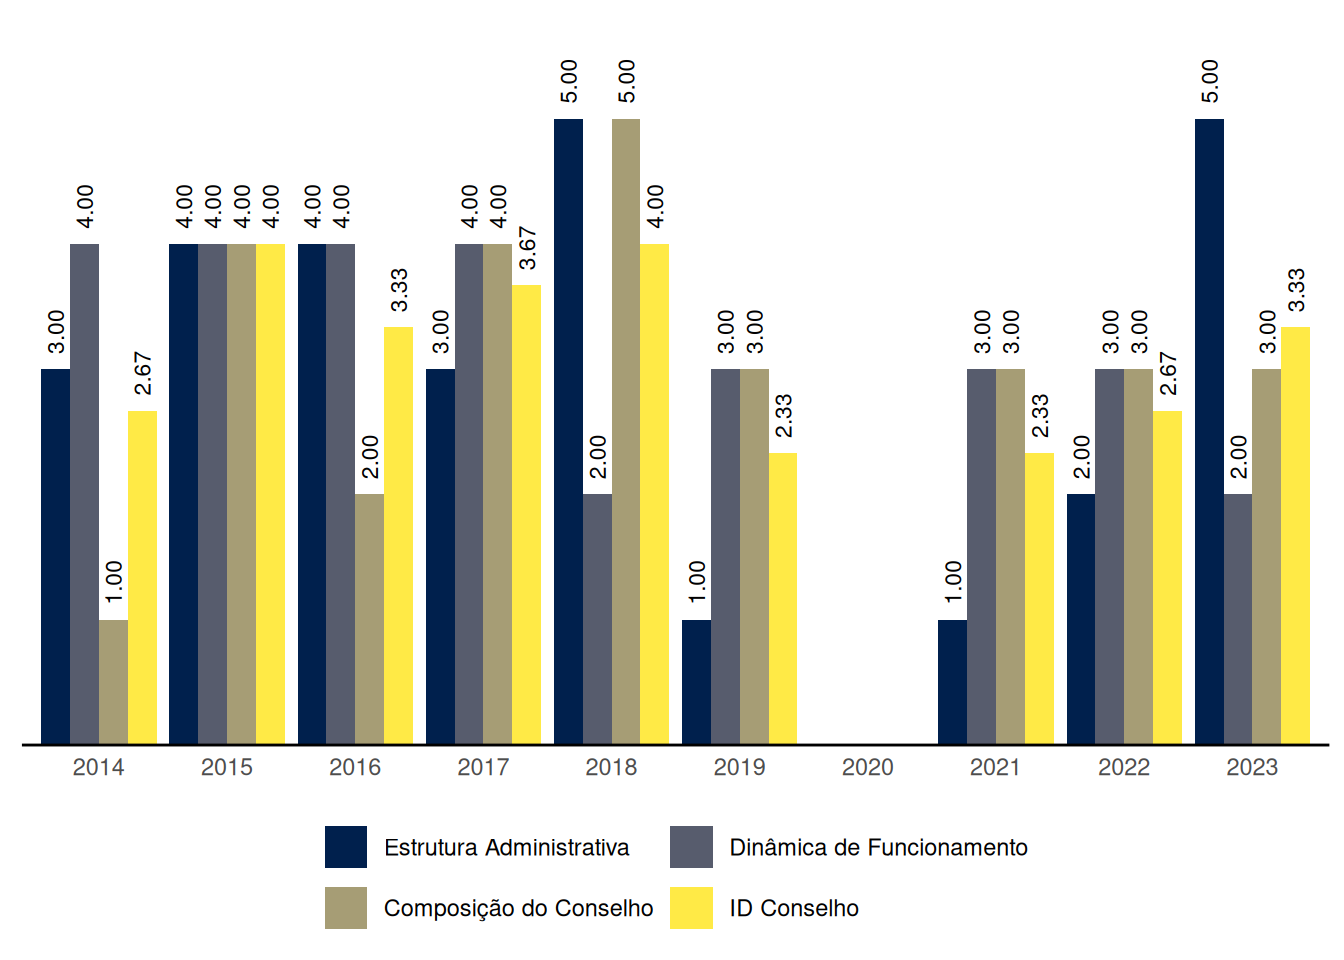 3.00 4.00 1.00 2.67 4.00 4.00 4.00 4.00 4.00 4.00 2.00 3.33 3.00 4.00 4.00 3.67 5.00 2.00 5.00 4.00 1.00 3.00 3.00 2.33 1.00 3.00 3.00 2.33 2.00 3.00 3.00 2.67 5.00 2.00 3.00 3.33
2014 2015 2016 2017 2018 2019 2020 2021 2022 2023
Estrutura Administrativa Dinâmica de Funcionamento
Composição do Conselho ID Conselho